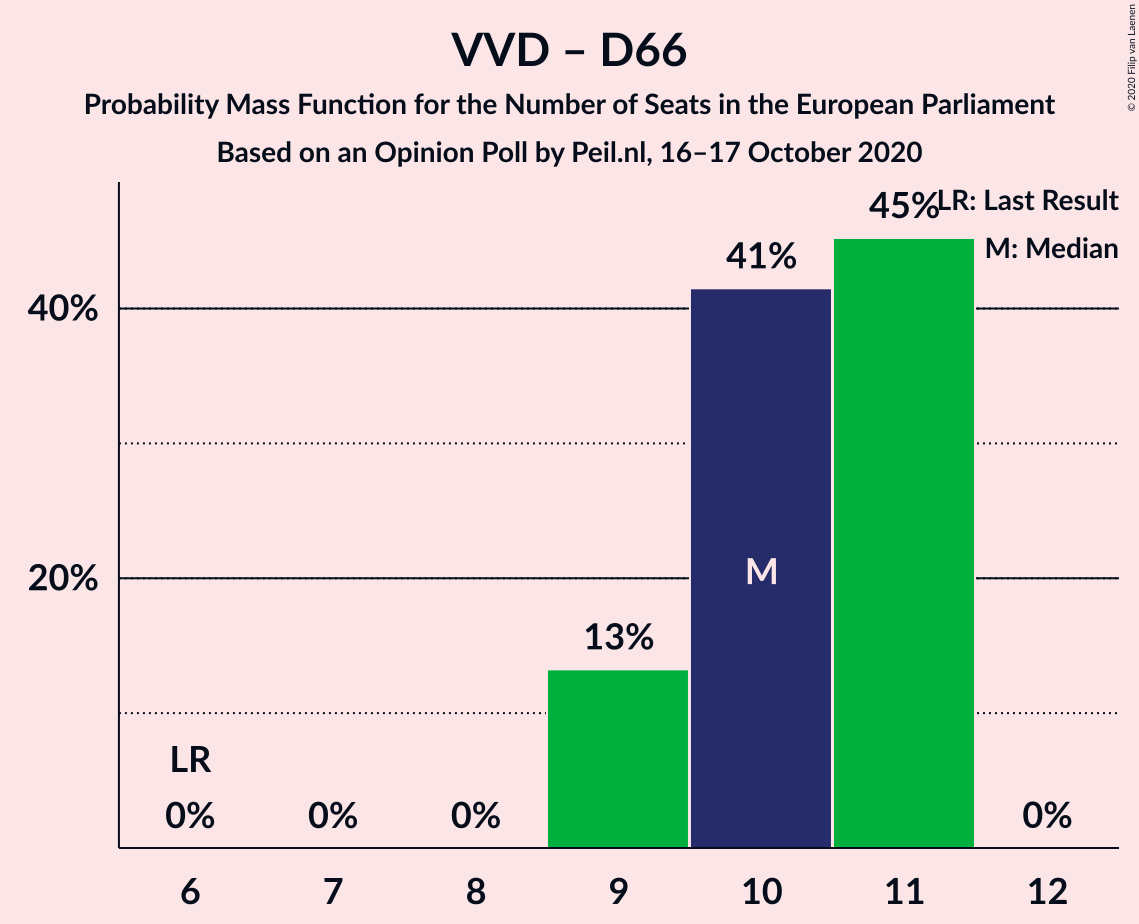 VVD – D66
Probability Mass Function for the Number of Seats in the European Parliament
Based on an Opinion Poll by Peil.nl, 16–17 October 2020
© 2020 Filip van Laenen
LR: Last Result
M: Median
45%
41%
40%
M
20%
13%
LR
0%
0%
0%
0%
6
7
8
9
10
11
12